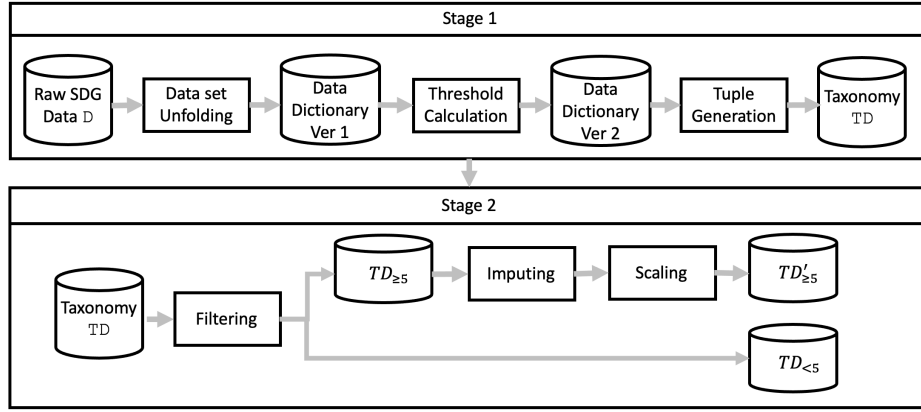 Stage 1
Raw SDG
Data D
Data set
Unfolding
Data
Dictionary
Ver 1
Threshold
Calculation
Data
Dictionary
Ver 2
Tuple
Generation
Taxonomy
TD
Stage 2
Taxonomy
TD
Filtering
TD≥5
Imputing
Scaling
TD′≥5
TD<5